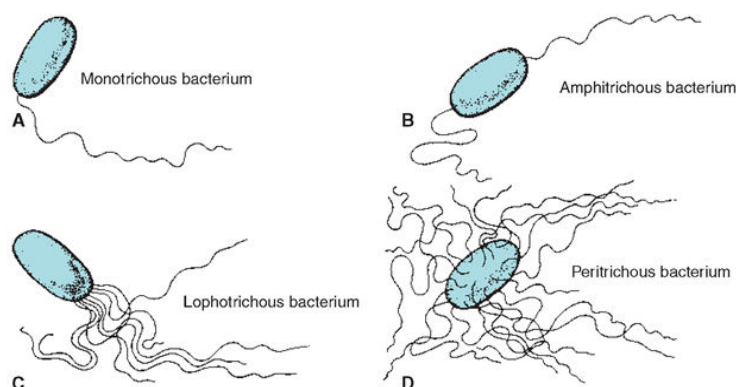 Monotrichous bacterium
A
Amphitrichous bacterium
B
Lophotrichous bacterium
C
Peritrichous bacterium
D